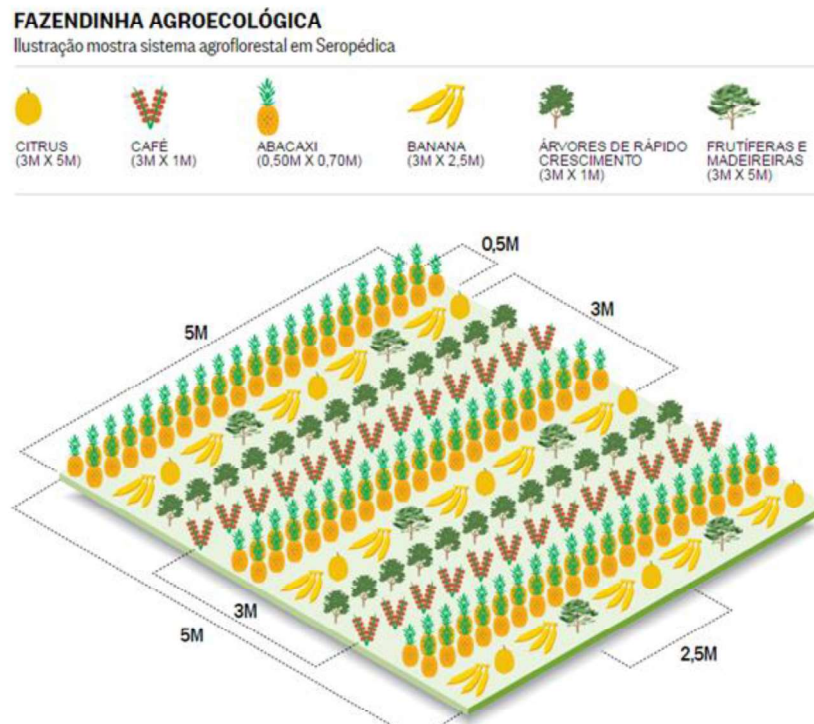 FAZENDINHA AGROECOLÓGICA
Ilustração mostra sistema agroflorestal em Seropédica
CITRUS
(3M X 5M)
CAFÉ
(3M X 1M)
ABACAXI
(0,50M X 0,70M)
BANANA
(3M X 2,5M)
ÁRVORES DE RÁPIDO
CRESCIMENTO
(3M X 1M)
FRUTÍFERAS E
MADEIREIRAS
(3M X 5M)
0,5M
5M
3M
3M
5M
2,5M